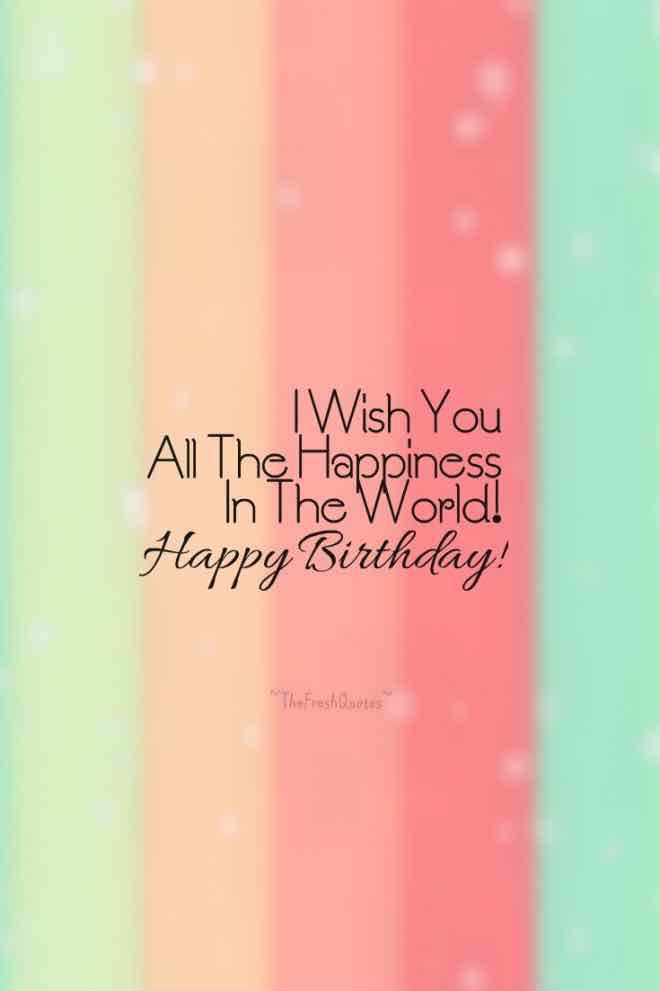 I Wish You
All The Happiness
In The World!
Happy Birthday!
~TheFreshQuotes~